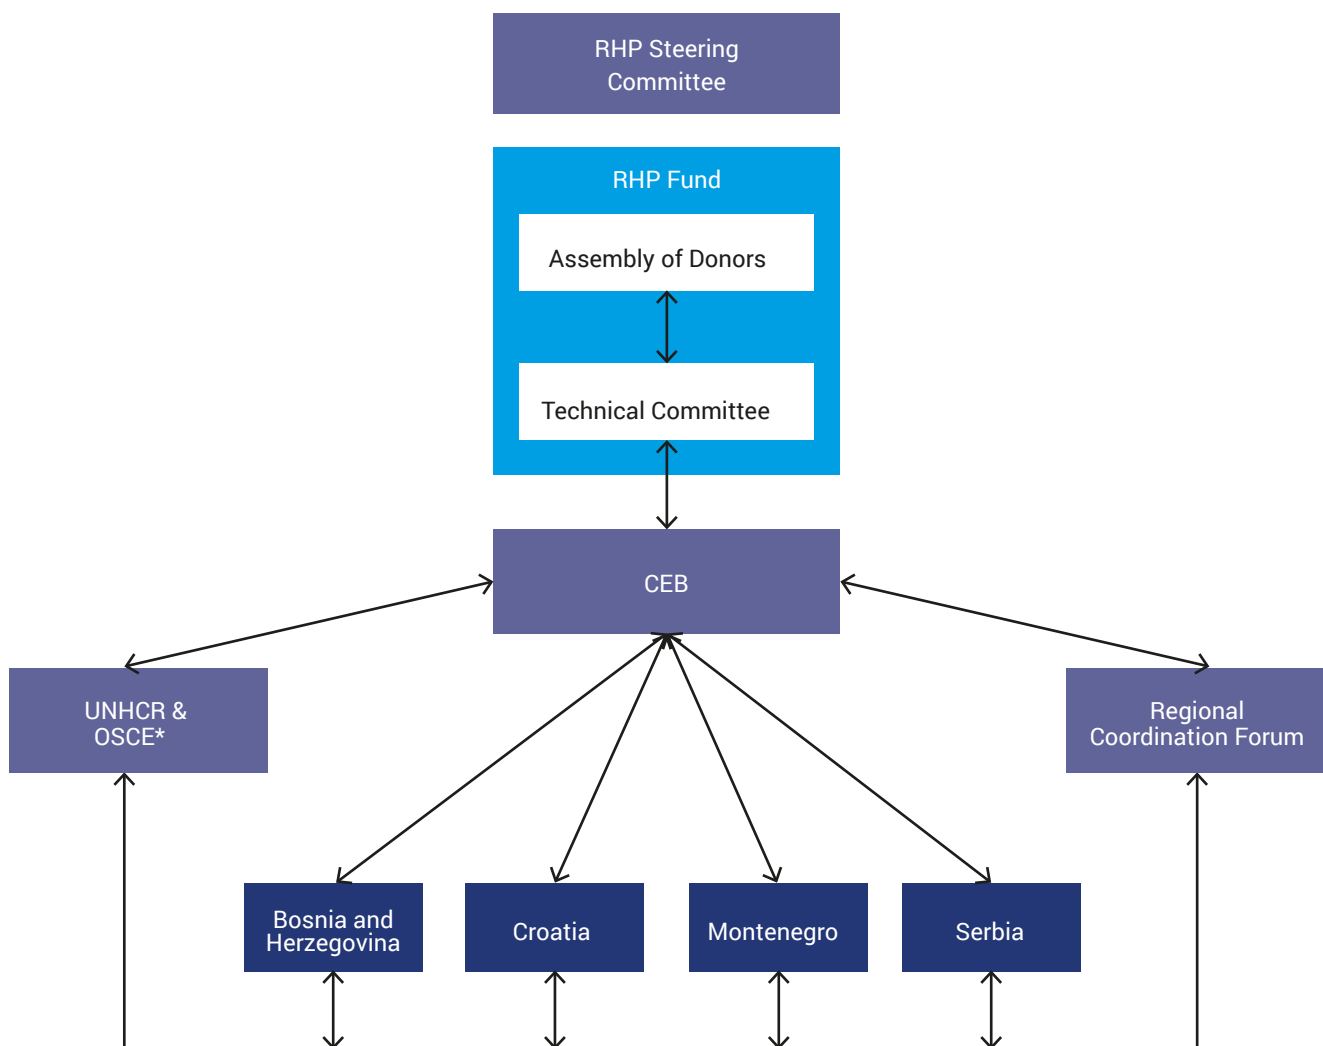 RHP Steering
Committee
RHP Fund
Assembly of Donors
Technical Committee
CEB
UNHCR &
OSCE*
Regional
Coordination Forum
Bosnia and
Herzegovina
Croatia
Montenegro
Serbia